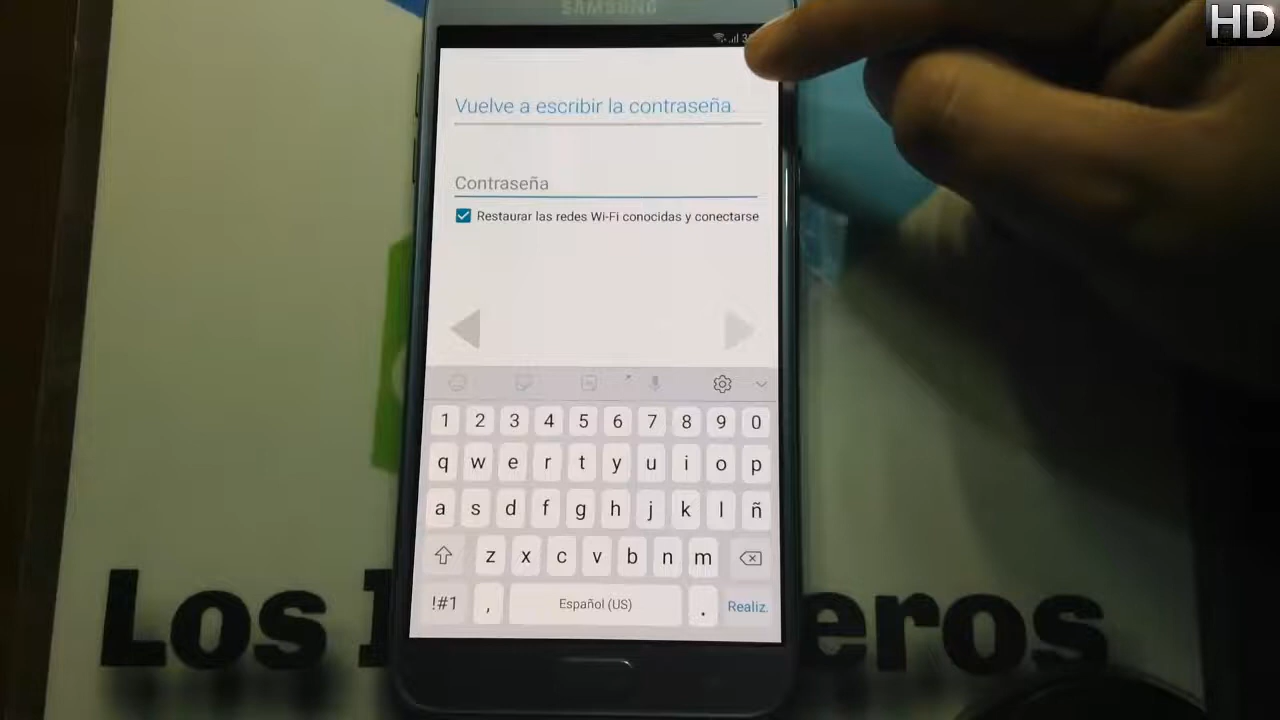 HD
SAMSUNG
Vuelve a escribir la contraseña.
Contraseña
Restaurar las redes Wi-Fi conocidas y conectarse
1 2 3 4 5 6 7 8 9 0
q w e r t y u i o p
a s d f g h j k l ñ
z x c v b n m
!#1 , Español (US) . Realiz.
Los
eros